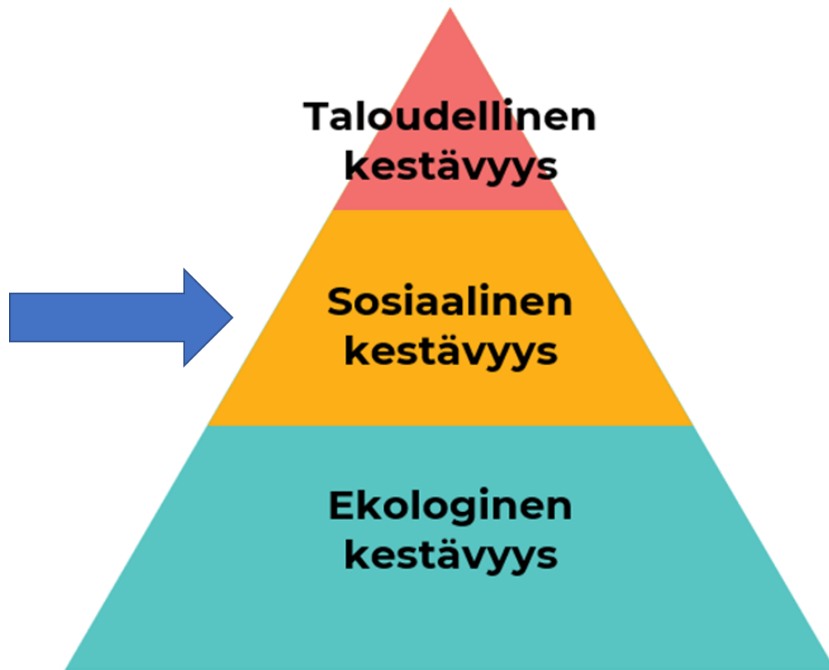 Taloudellinen
kestävyys
Sosiaalinen
kestävyys
Ekologinen
kestävyys